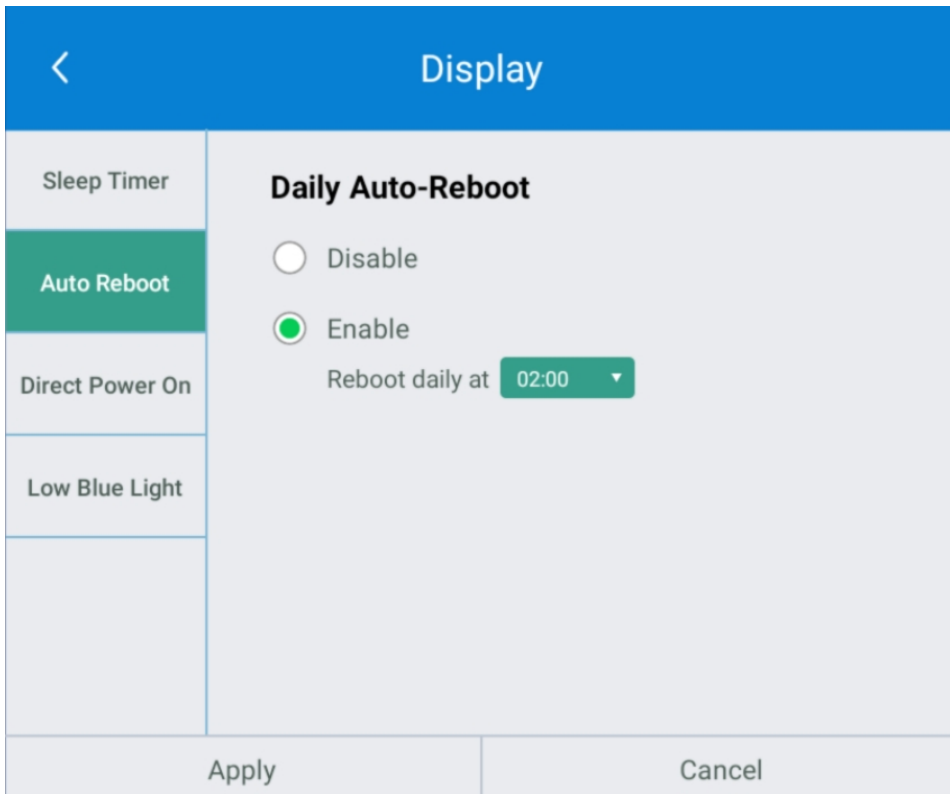 Display
Sleep Timer
Auto Reboot
Direct Power On
Low Blue Light
Daily Auto-Reboot
Disable
Enable
Reboot daily at 02:00
Apply
Cancel